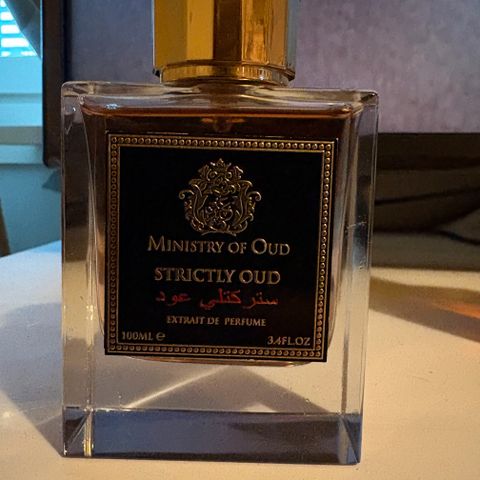 MINISTRY OF OUD
STRICTLY OUD
ستركتلي عود
EXTRAIT DE PERFUME
100ML e 3.4FL.OZ